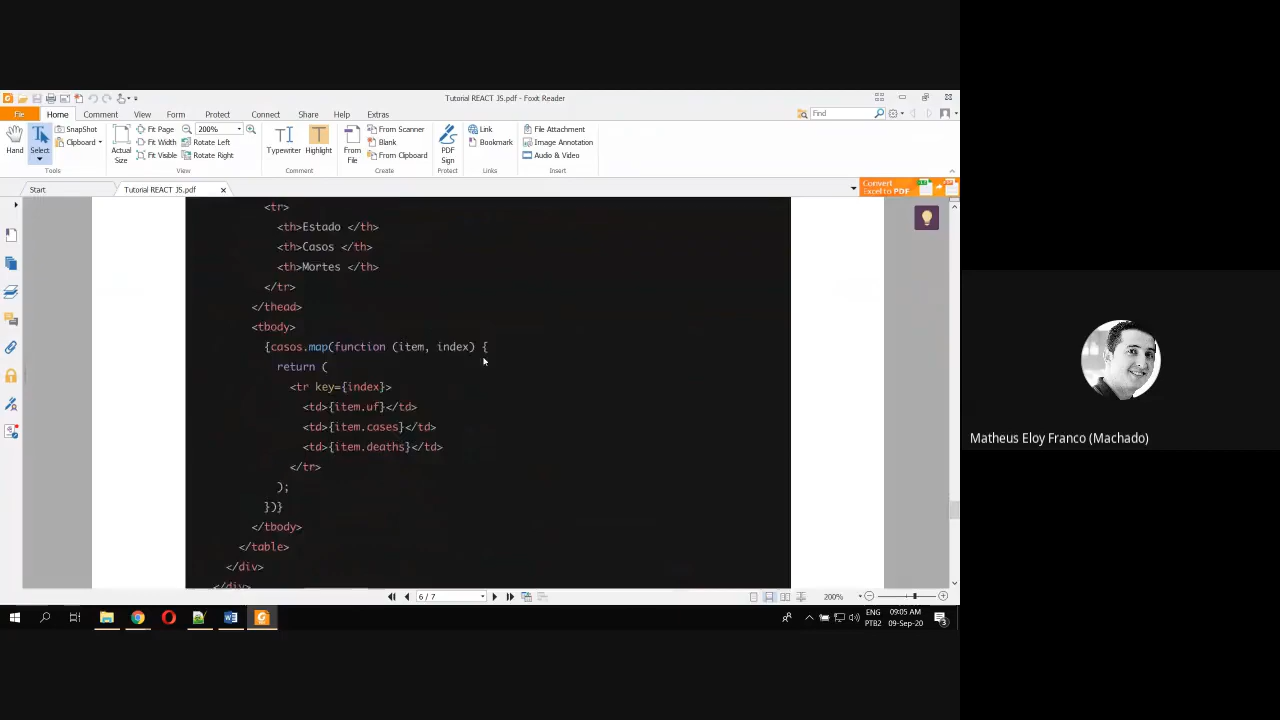 Tutorial REACT JS.pdf - Foxit Reader
File Home Comment View Form Protect Connect Share Help Extras
Find
Hand
Select
SnapShot
Clipboard
Tools
Actual Size
Fit Page
Fit Width
Fit Visible
200%
Rotate Left
Rotate Right
View
Typewriter
Highlight
Comment
From File
From Scanner
Blank
From Clipboard
Create
PDF Sign
Protect
Link
Bookmark
Links
File Attachment
Image Annotation
Audio & Video
Insert
Start
Tutorial REACT JS.pdf
Convert
Excel to PDF
<tr>
<th>Estado </th>
<th>Casos </th>
<th>Mortes </th>
</tr>
</thead>
<tbody>
{casos.map(function (item, index) {
return (
<tr key={index}>
<td>{item.uf}</td>
<td>{item.cases}</td>
<td>{item.deaths}</td>
</tr>
);
})}
</tbody>
</table>
</div>
</div>
6 / 7
200%
ENG
PTB2
09:05 AM
09-Sep-20
3
Matheus Eloy Franco (Machado)